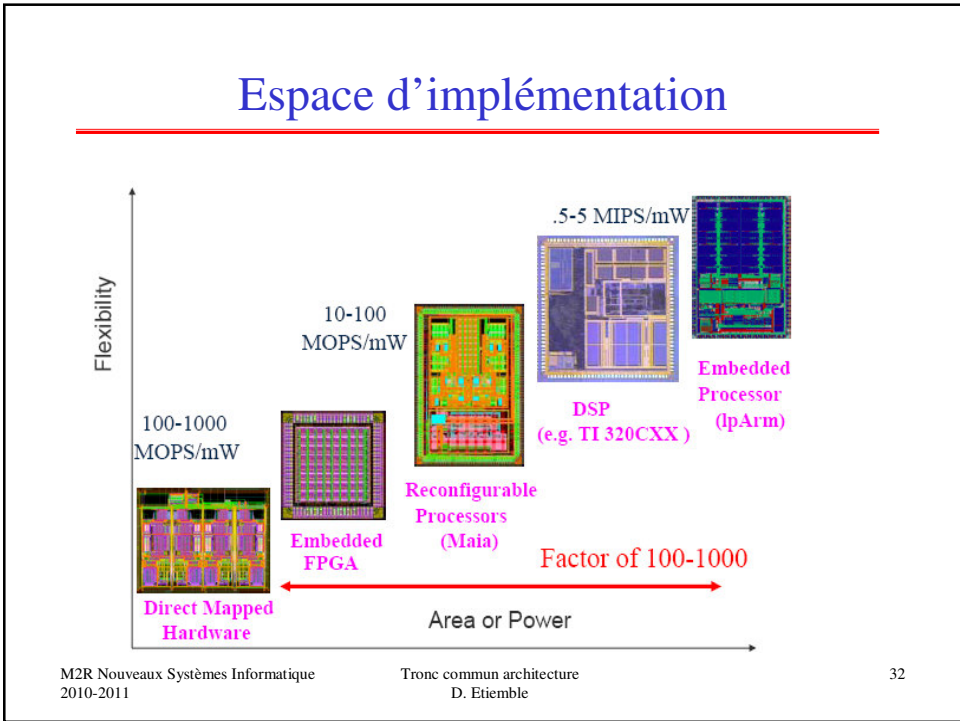 Espace d'implémentation
Flexibility
.5-5 MIPS/mW
10-100
MOPS/mW
100-1000
MOPS/mW
Embedded
Processor
(lpArm)
DSP
(e.g. TI 320CXX )
Reconfigurable
Processors
(Maia)
Embedded
FPGA
Factor of 100-1000
Direct Mapped
Hardware
Area or Power
M2R Nouveaux Systèmes Informatique
2010-2011
Tronc commun architecture
D. Etiemble
32